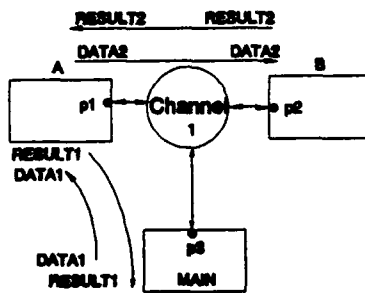 RESULT2 RESULT2
DATA2 DATA2
A B
p1 Channel p2
1
RESULT1
DATA1
p3
DATA1
RESULT1 MAIN